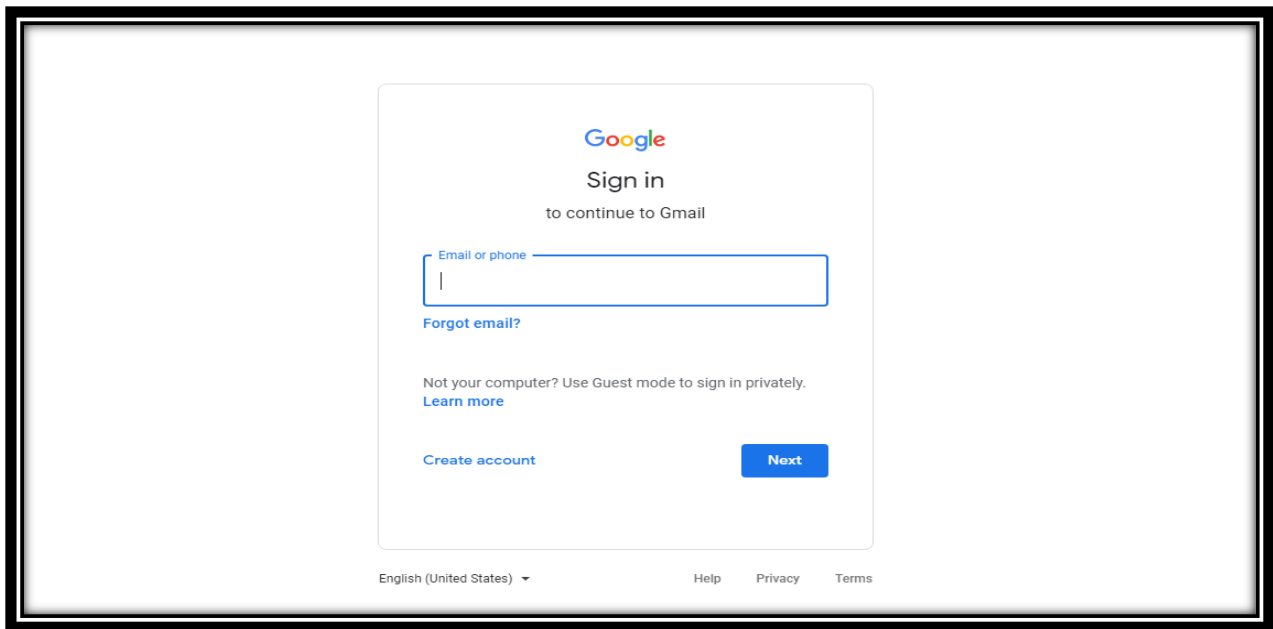 Google
Sign in
to continue to Gmail
Email or phone
Forgot email?
Not your computer? Use Guest mode to sign in privately.
Learn more
Create account
Next
English (United States)
Help Privacy Terms